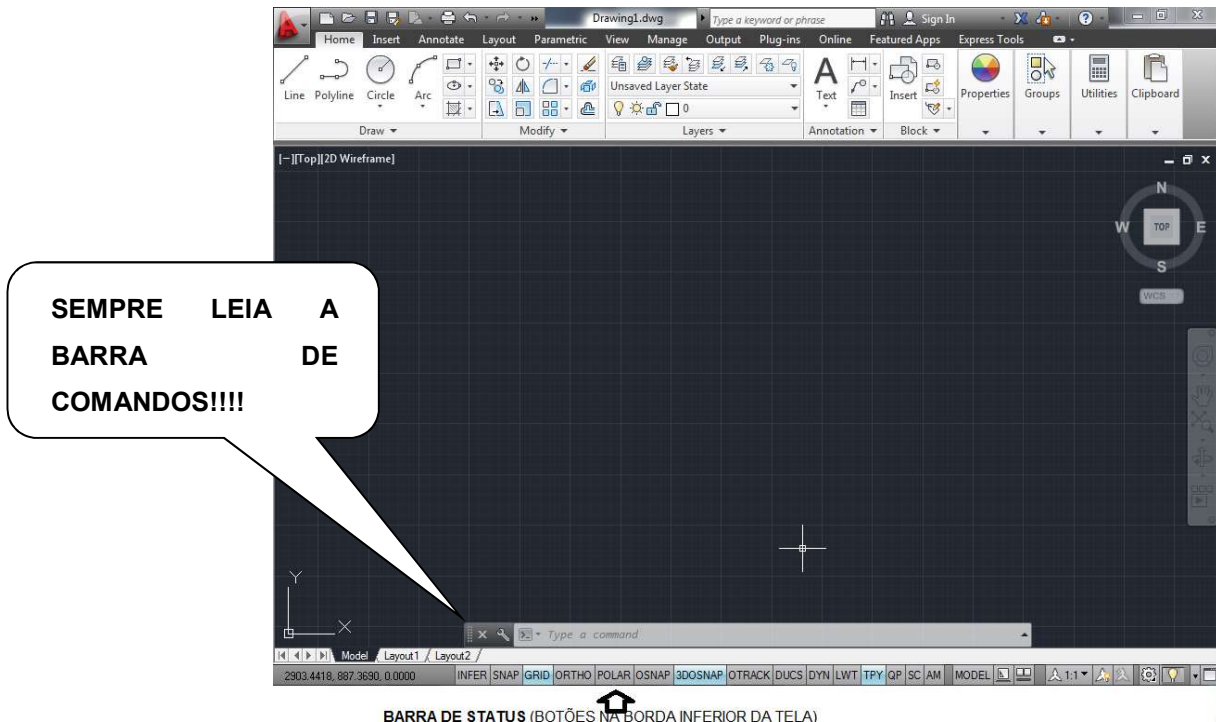 Drawing1.dwg
Type a keyword or phrase
Sign In
Home Insert Annotate Layout Parametric View Manage Output Plug-ins Online Featured Apps Express Tools
Unsaved Layer State
Line Polyline Circle Arc
0
Text
Insert
Properties Groups Utilities Clipboard
Draw Modify Layers Annotation Block
[−][Top][2D Wireframe]
N
W TOP E
S
WCS
SEMPRE LEIA A
BARRA DE
COMANDOS!!!!
Y
X
Type a command
Model Layout1 Layout2
2903.4418, 887.3690, 0.0000 INFER SNAP GRID ORTHO POLAR OSNAP 3DOSNAP OTRACK DUCS DYN LWT TPY QP SC AM MODEL 1:1
BARRA DE STATUS (BOTÕES NA BORDA INFERIOR DA TELA)